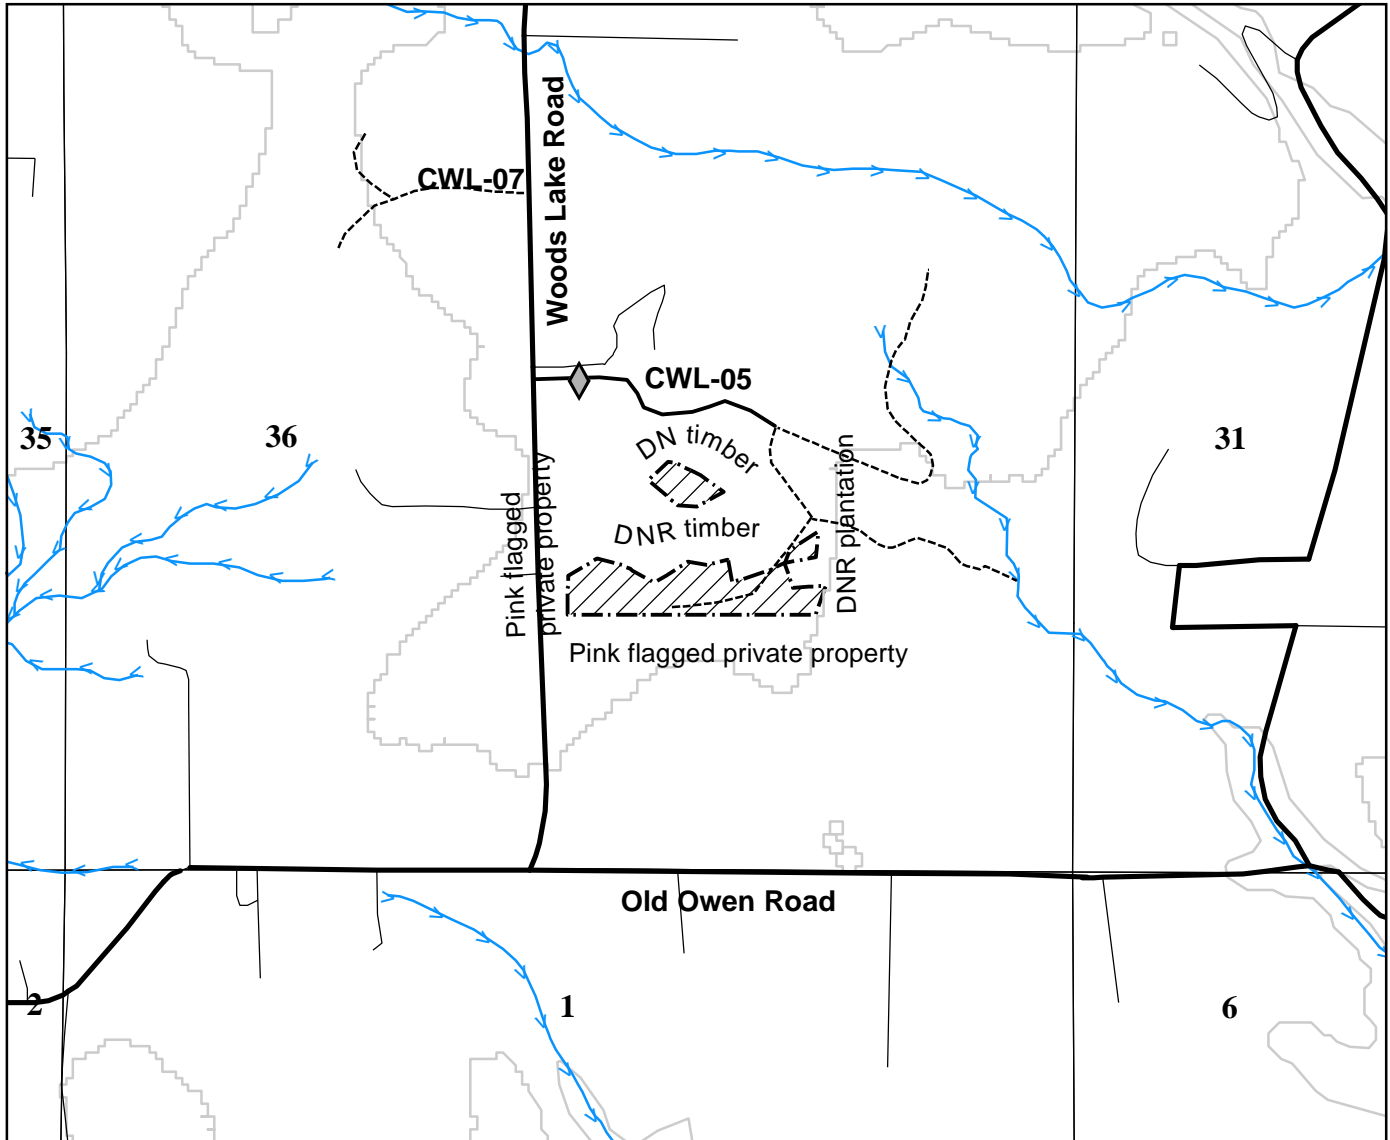 Woods Lake Road
CWL-07
CWL-05
35
36
31
DN timber
DNR timber
DNR plantation
Pink flagged
private property
Pink flagged private property
Old Owen Road
2
1
6